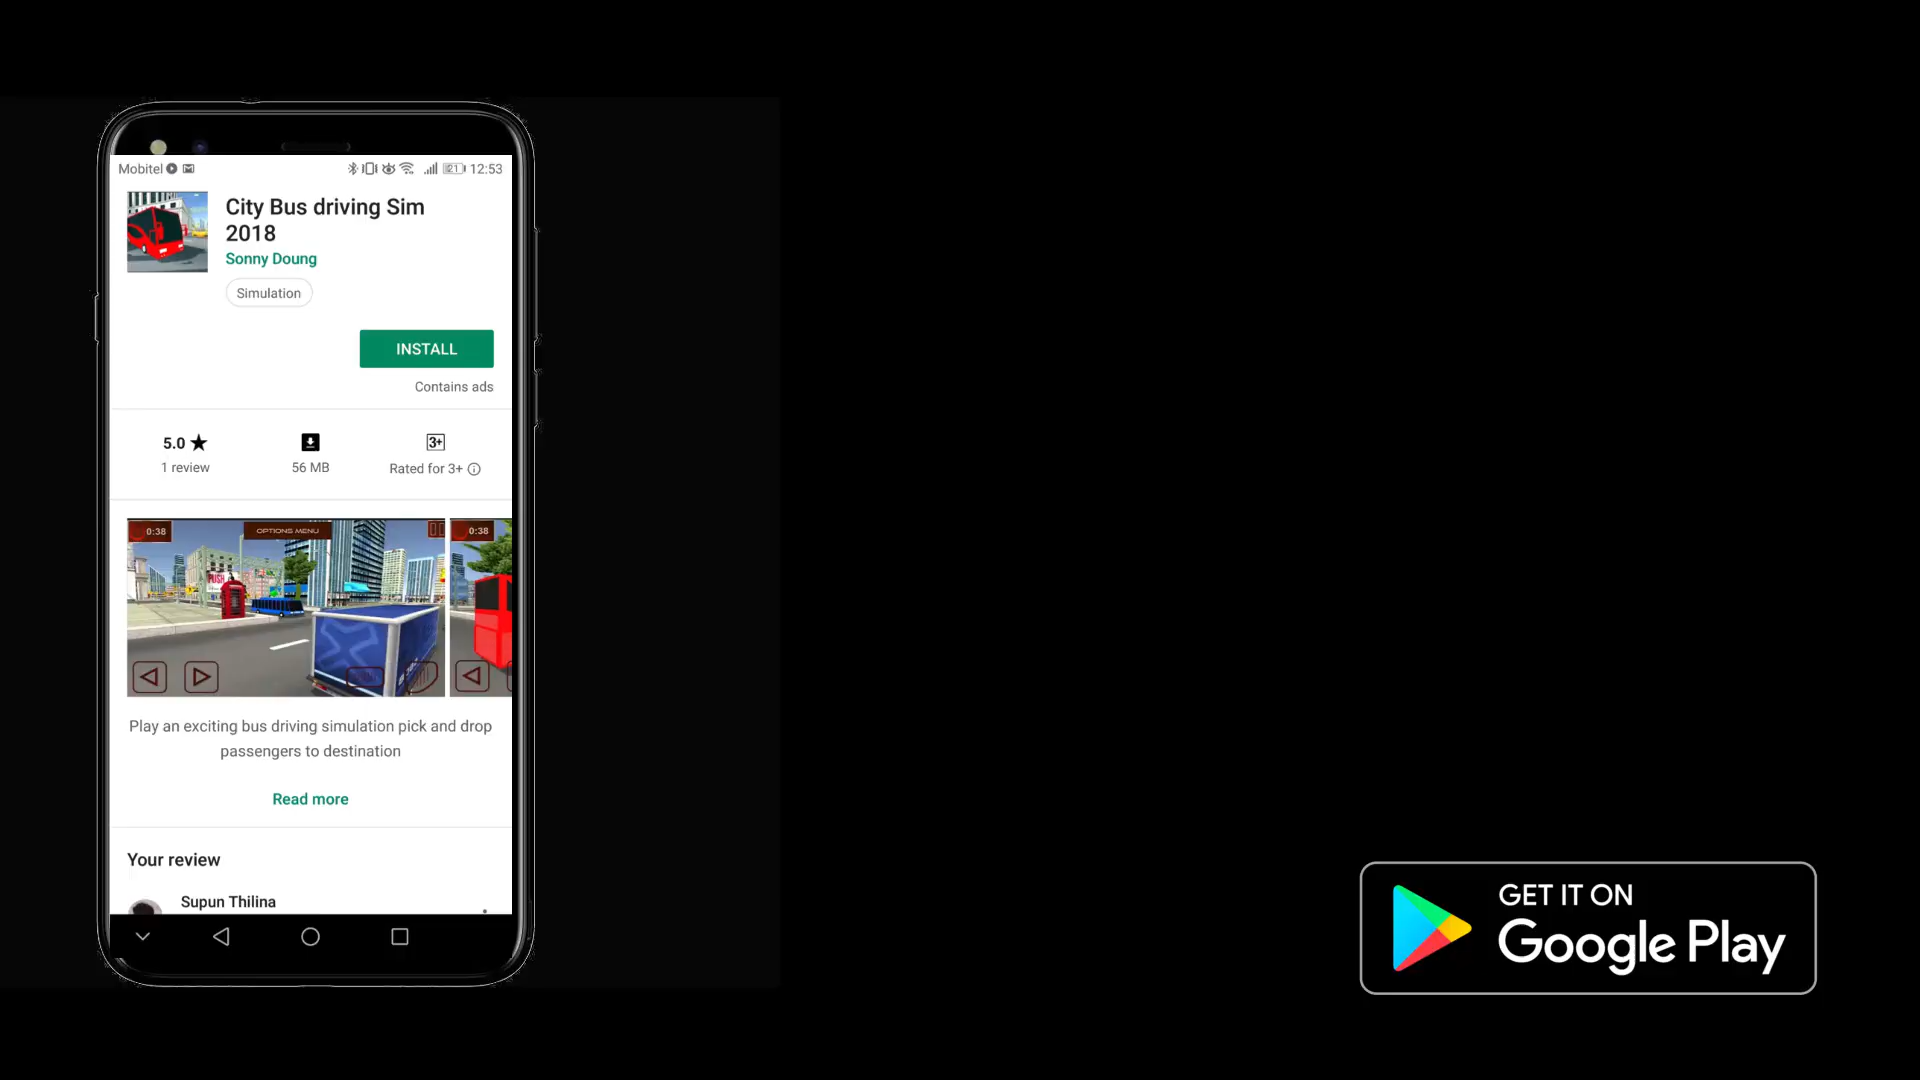 Mobitel
21
12:53
City Bus driving Sim
2018
Sonny Doung
Simulation
INSTALL
Contains ads
5.0
3+
1 review
56 MB
Rated for 3+
0:38
OPTIONS MENU
0:38
PUSH
Play an exciting bus driving simulation pick and drop
passengers to destination
Read more
Your review
Supun Thilina
GET IT ON
Google Play